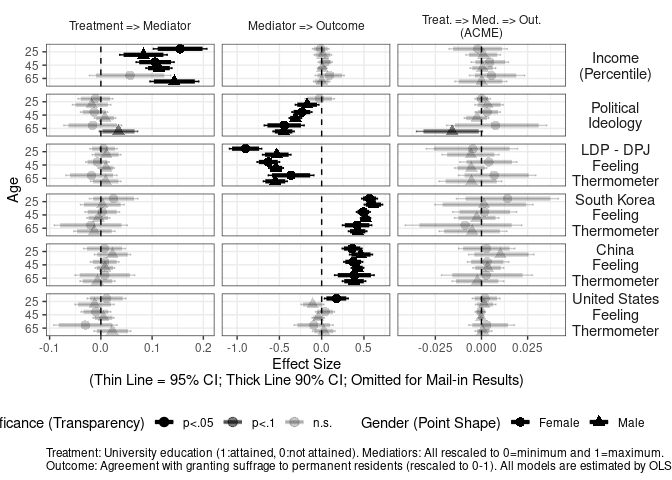 Treatment => Mediator
Mediator => Outcome
Treat. => Med. => Out.
(ACME)
Age
25
45
65
Income
(Percentile)
25
45
65
Political
Ideology
25
45
65
LDP - DPJ
Feeling
Thermometer
25
45
65
South Korea
Feeling
Thermometer
25
45
65
China
Feeling
Thermometer
25
45
65
United States
Feeling
Thermometer
-0.1 0.0 0.1 0.2
-1.0 -0.5 0.0 0.5
-0.025 0.000 0.025
Effect Size
(Thin Line = 95% CI; Thick Line 90% CI; Omitted for Mail-in Results)
ficance (Transparency) p<.05 p<.1 n.s. Gender (Point Shape) Female Male
Treatment: University education (1:attained, 0:not attained). Mediatiors: All rescaled to 0=minimum and 1=maximum.
Outcome: Agreement with granting suffrage to permanent residents (rescaled to 0-1). All models are estimated by OLS